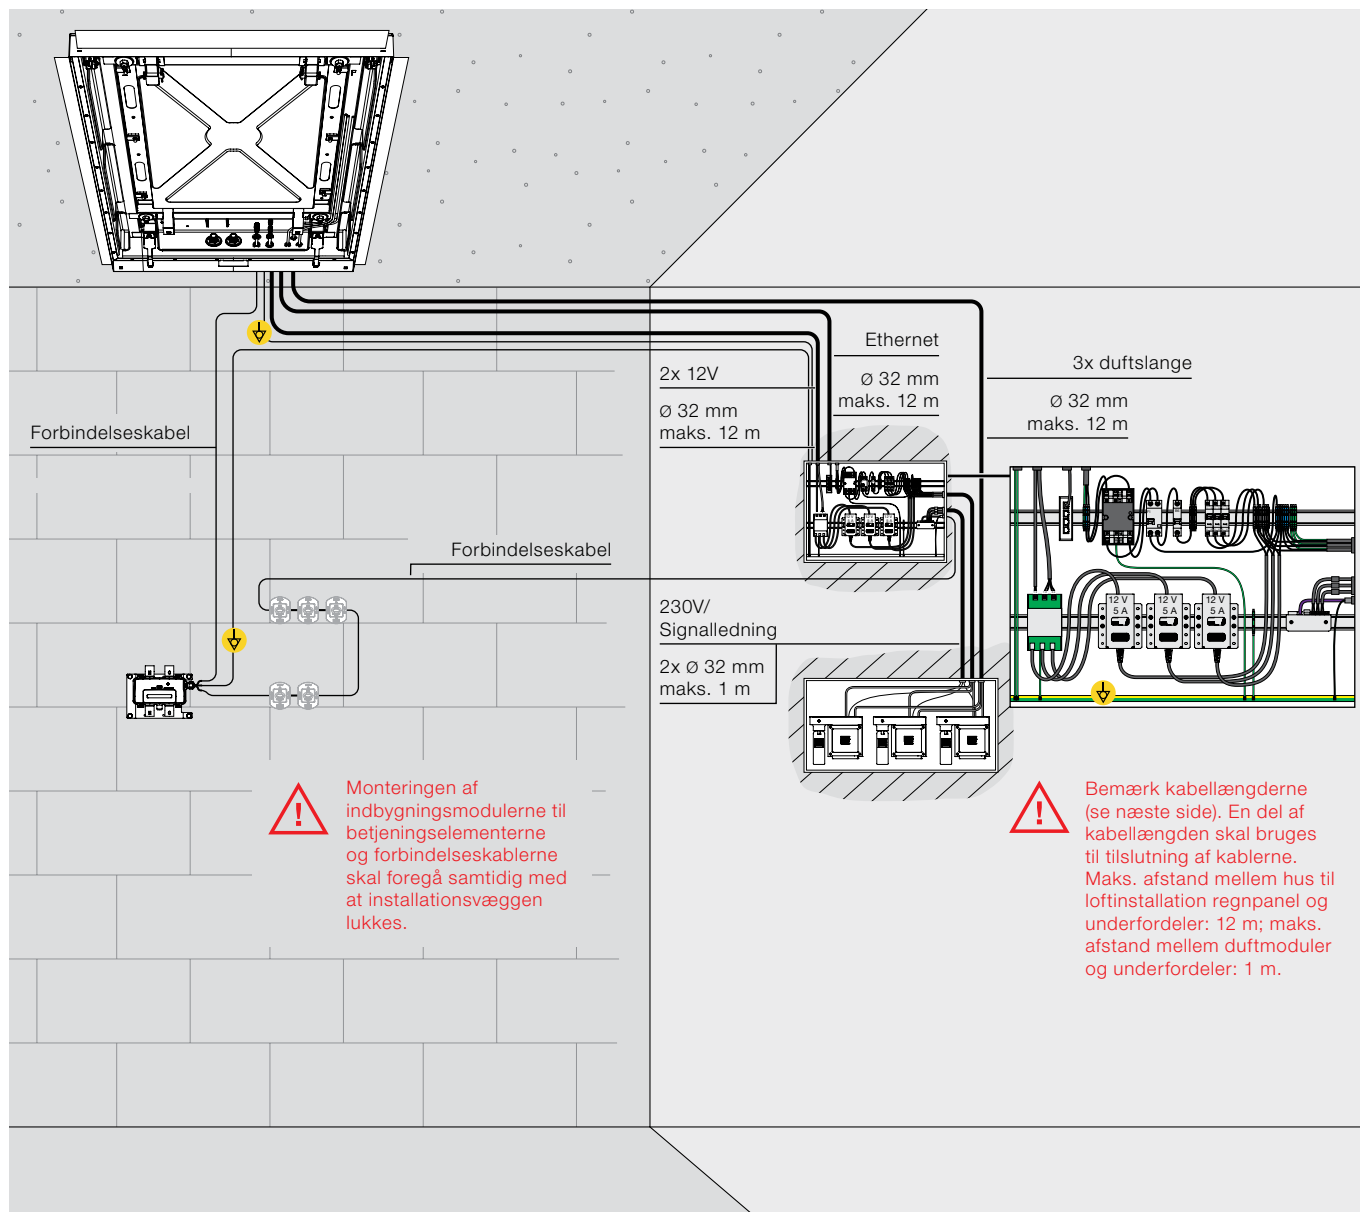 Ethernet
Ø 32 mm
maks. 12 m
3x duftslange
Ø 32 mm
maks. 12 m
2x 12V
Ø 32 mm
maks. 12 m
Forbindelseskabel
Forbindelseskabel
12 V
5 A
12 V
5 A
12 V
5 A
230V/
Signalledning
2x Ø 32 mm
maks. 1 m
!
Monteringen af
indbygningsmodulerne til
betjeningselementerne
og forbindelseskablerne
skal foregå samtidig med
at installationsvæggen
lukkes.
!
Bemærk kabellængderne
(se næste side). En del af
kabellængden skal bruges
til tilslutning af kablerne.
Maks. afstand mellem hus til
loftinstallation regnpanel og
underfordeler: 12 m; maks.
afstand mellem duftmoduler
og underfordeler: 1 m.